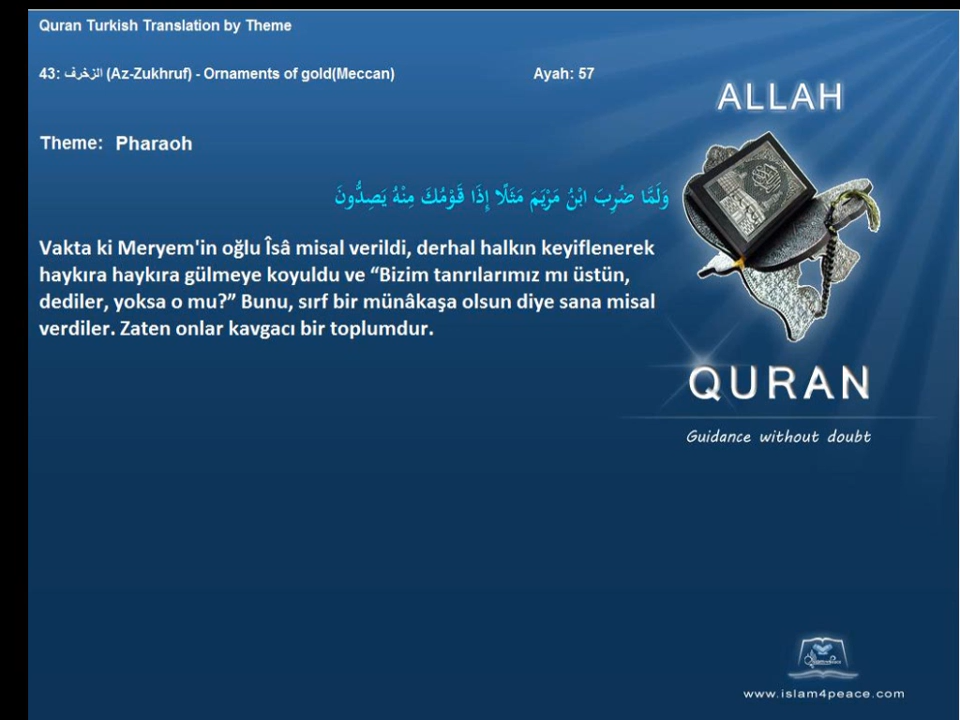 Quran Turkish Translation by Theme
43: الزخرف (Az-Zukhruf) - Ornaments of gold(Meccan) Ayah: 57
Theme: Pharaoh
وَلَمَّا ضُرِبَ ابْنُ مَرْيَمَ مَثَلًا إِذَا قَوْمُكَ مِنْهُ يَصِدُّونَ
Vakta ki Meryem'in oğlu Îsâ misal verildi, derhal halkın keyiflenerek
haykıra haykıra gülmeye koyuldu ve “Bizim tanrılarımız mı üstün,
dediler, yoksa o mu?” Bunu, sırf bir münâkaşa olsun diye sana misal
verdiler. Zaten onlar kavgacı bir toplumdur.
ALLAH
QURAN
Guidance without doubt
www.islam4peace.com